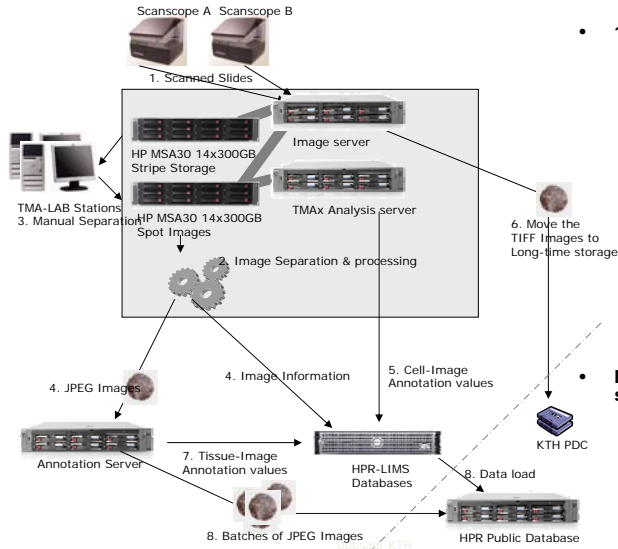 Scanscope A Scanscope B
1. Scanned Slides
HP MSA30 14x300GB
Stripe Storage
Image server
TMA-LAB Stations
3. Manual Separation
HP MSA30 14x300GB
Spot Images
TMAx Analysis server
6. Move the
TIFF Images to
Long-time storage
2. Image Separation & processing
4. JPEG Images
4. Image Information
5. Cell-Image
Annotation values
KTH PDC
Annotation Server
7. Tissue-Image
Annotation values
HPR-LIMS
Databases
8. Data load
8. Batches of JPEG Images
HPR Public Database
Uppsala KTH